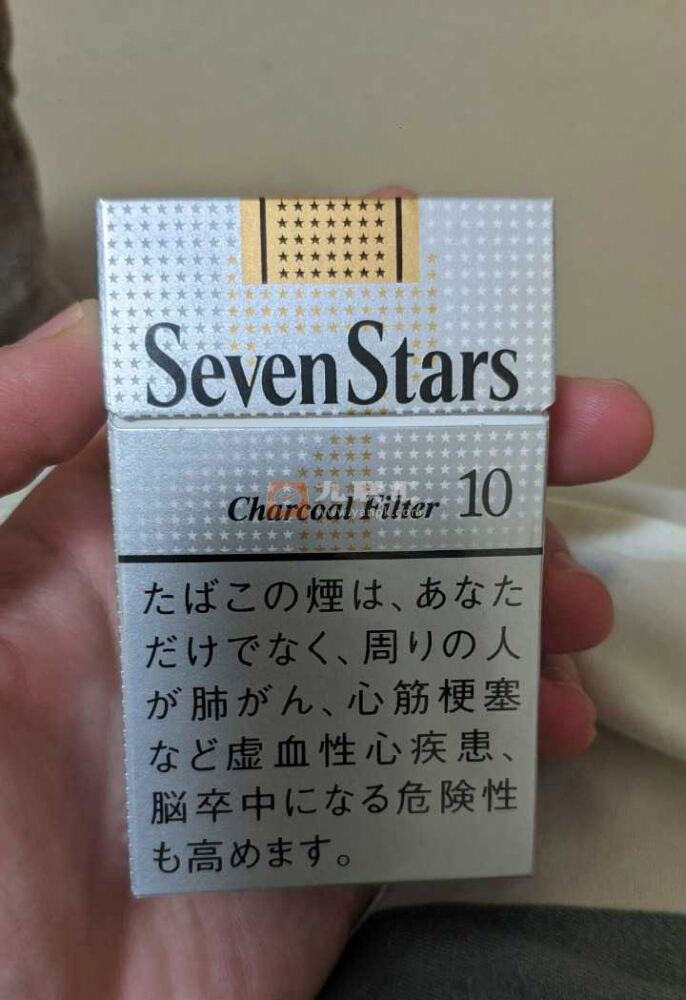 Seven Stars
Charcoal Filter 10
たばこの煙は、あなた
だけでなく、周りの人
が肺がん、心筋梗塞
など虚血性心疾患、
脳卒中になる危険性
も高めます。